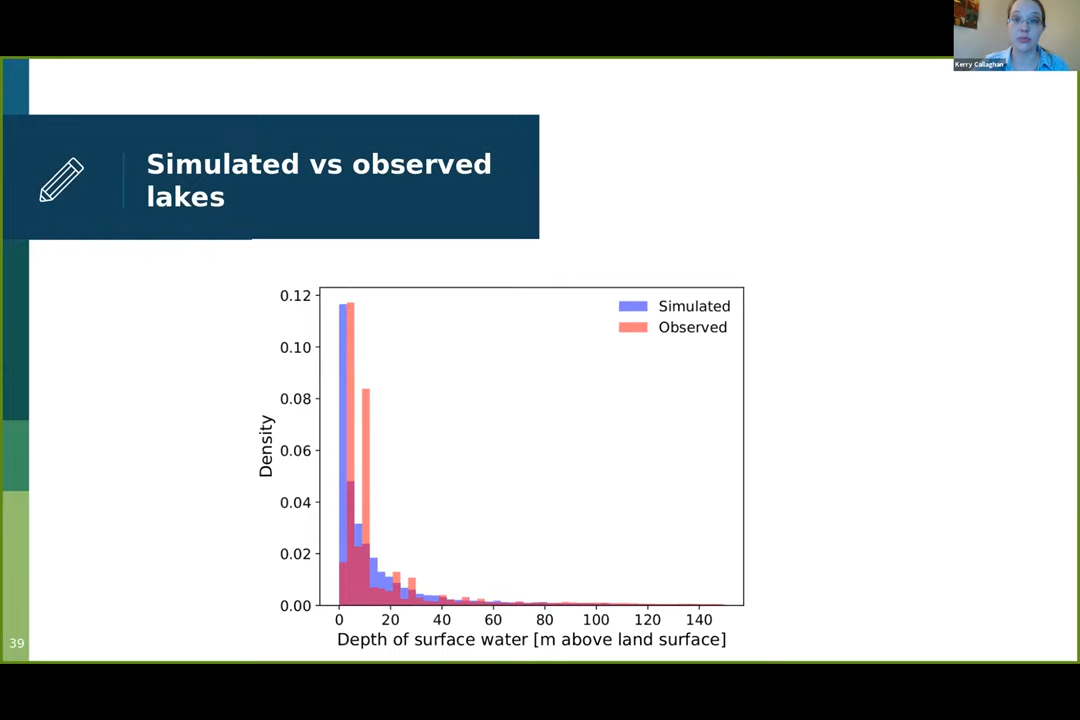 Kerry Callaghan
Simulated vs observed
lakes
0.12
0.10
0.08
0.06
0.04
0.02
0.00
Density
Simulated
Observed
0 20 40 60 80 100 120 140
Depth of surface water [m above land surface]
39